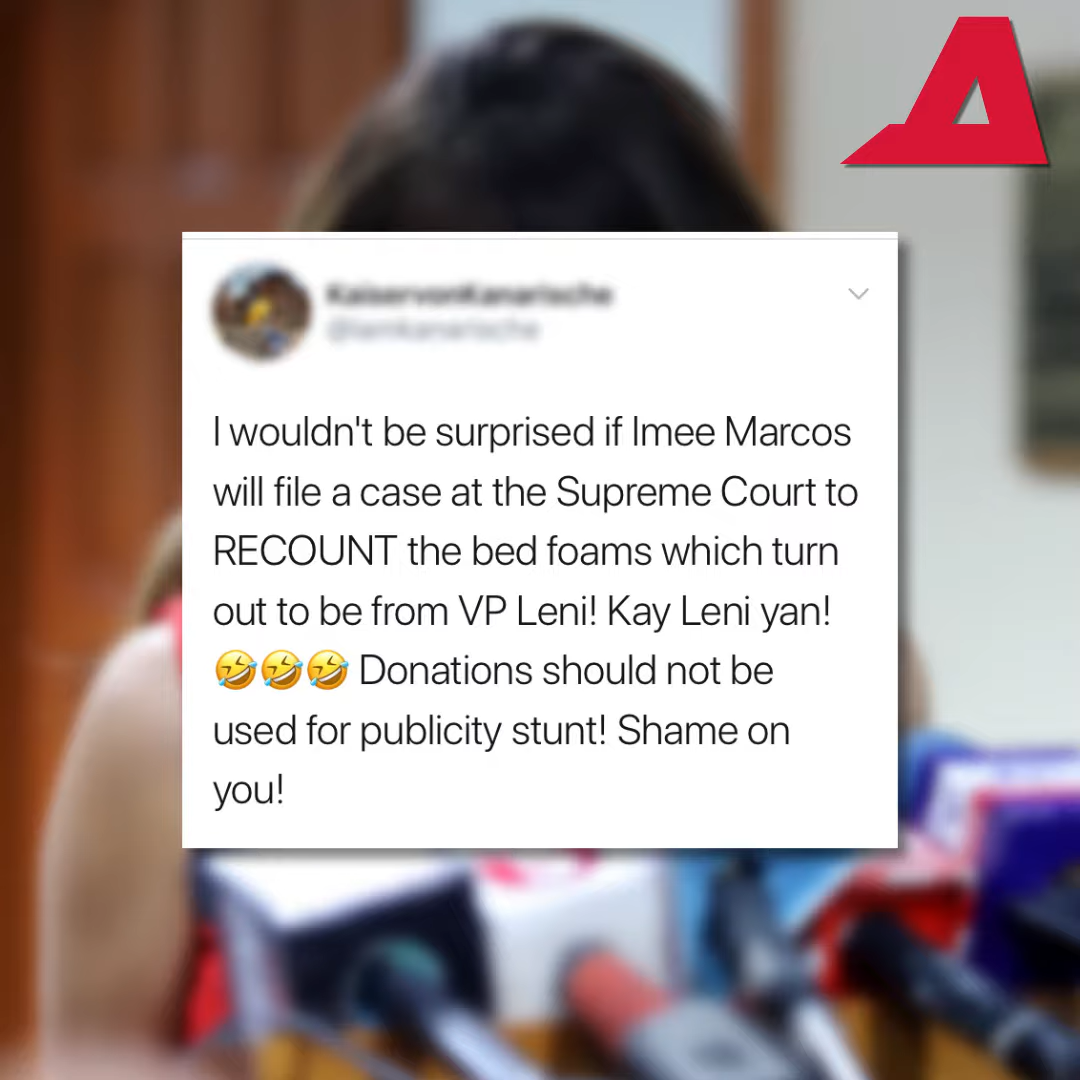 KaiservonKanarische
@iamkanarische
I wouldn't be surprised if Imee Marcos
will file a case at the Supreme Court to
RECOUNT the bed foams which turn
out to be from VP Leni! Kay Leni yan!
🤣🤣🤣 Donations should not be
used for publicity stunt! Shame on
you!